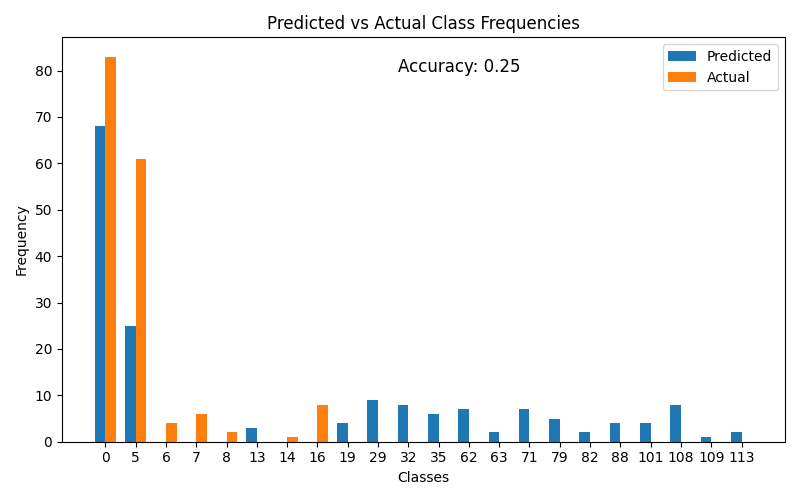 Predicted vs Actual Class Frequencies
Accuracy: 0.25
Predicted
Actual
Frequency
80
70
60
50
40
30
20
10
0
0 5 6 7 8 13 14 16 19 29 32 35 62 63 71 79 82 88 101 108 109 113
Classes